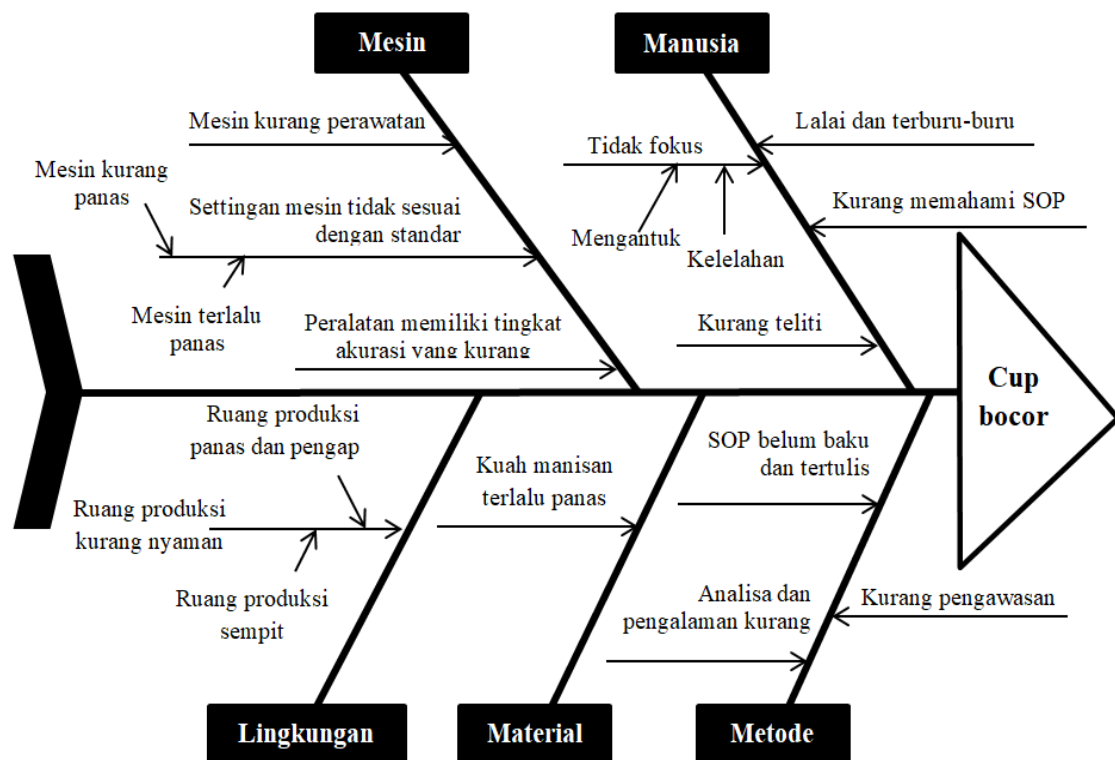 Mesin
Manusia
Mesin kurang perawatan
Lalai dan terburu-buru
Tidak fokus
Mesin kurang
panas
Settingan mesin tidak sesuai
dengan standar
Kurang memahami SOP
Mengantuk
Kelelahan
Mesin terlalu
panas
Peralatan memiliki tingkat
akurasi yang kurang
Kurang teliti
Cup
bocor
Ruang produksi
panas dan pengap
Kuah manisan
terlalu panas
SOP belum baku
dan tertulis
Ruang produksi
kurang nyaman
Ruang produksi
sempit
Analisa dan
pengalaman kurang
Kurang pengawasan
Lingkungan
Material
Metode